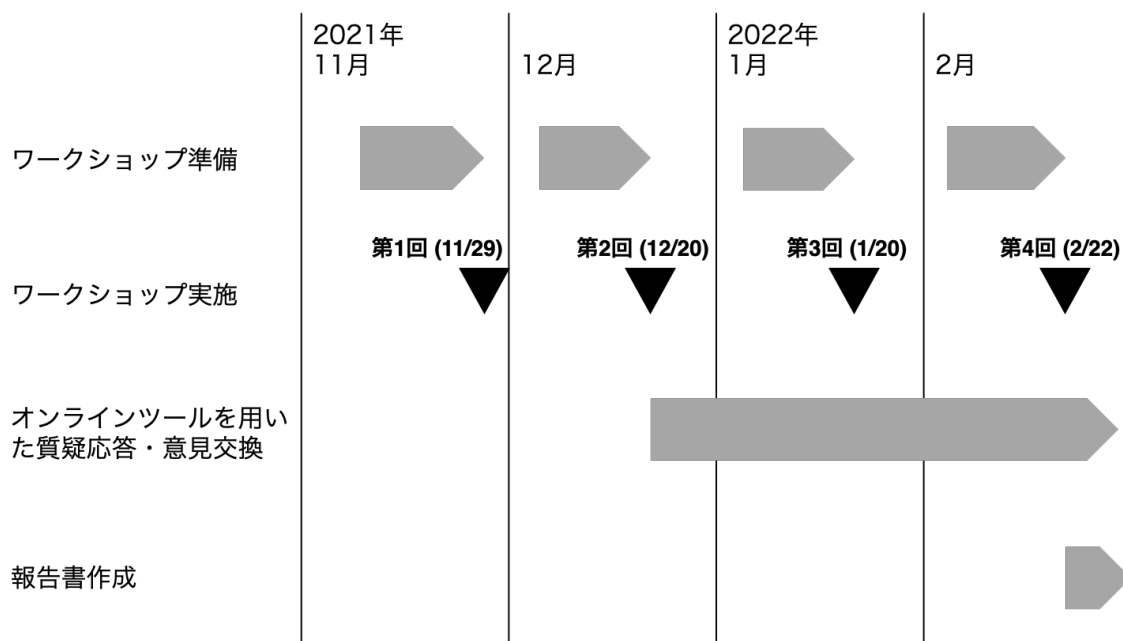 2021年
11月
12月
2022年
1月
2月
ワークショップ準備
第1回 (11/29)
第2回 (12/20)
第3回 (1/20)
第4回 (2/22)
ワークショップ実施
オンラインツールを用い
た質疑応答・意見交換
報告書作成